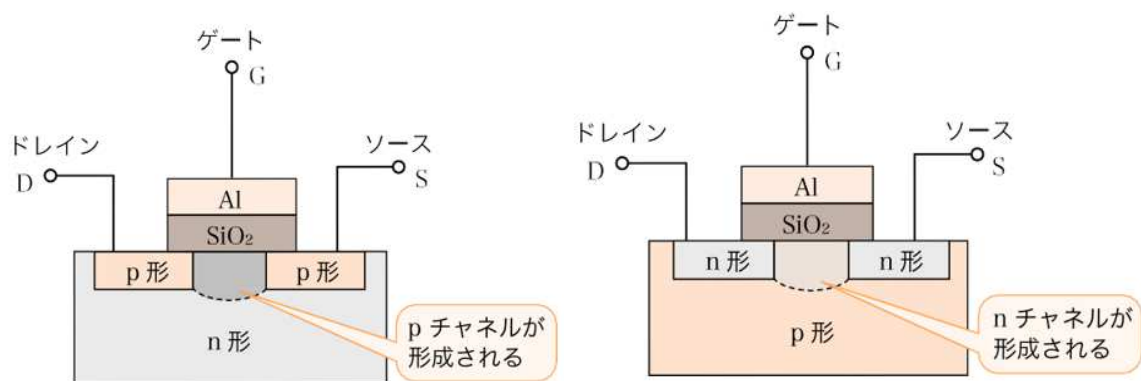 ゲート
G
ドレイン
D
ソース
S
Al
SiO₂
p 形
p 形
n 形
p チャネルが
形成される
ゲート
G
ドレイン
D
ソース
S
Al
SiO₂
n 形
n 形
p 形
n チャネルが
形成される